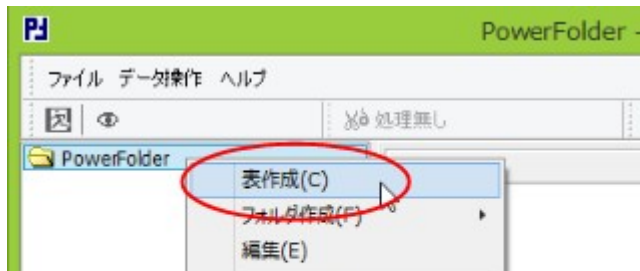 PowerFolder -
ファイル データ操作 ヘルプ
処理無し
PowerFolder
表作成(C)
フォルダ作成(F)
編集(E)